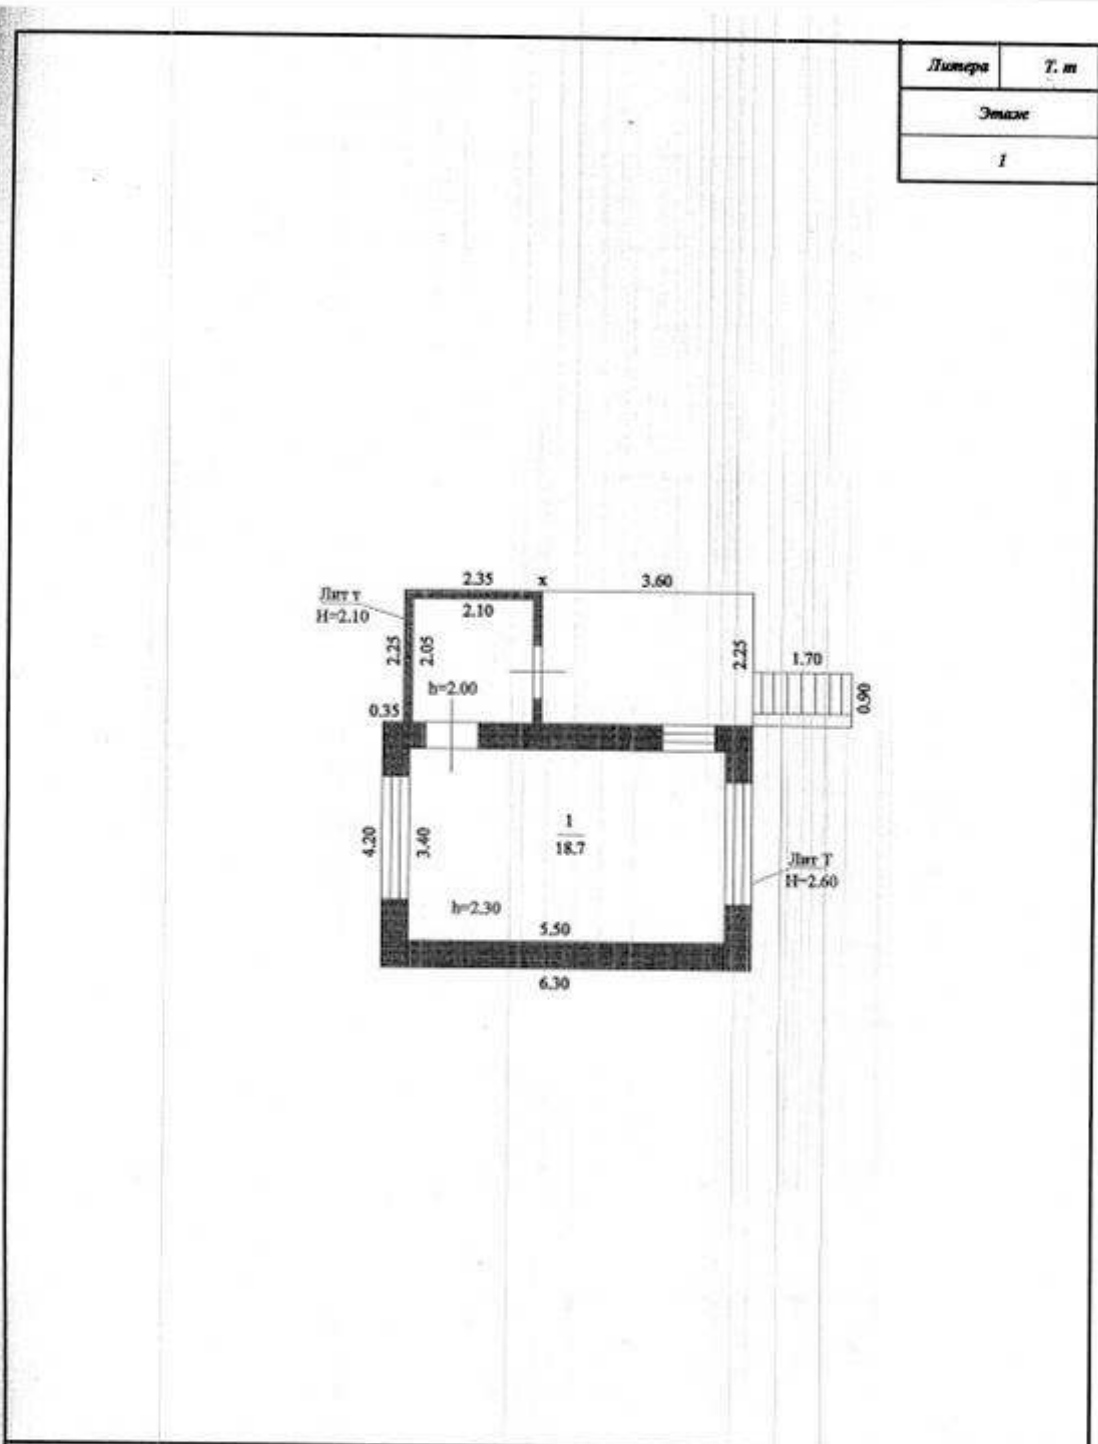 Литера Т. т
Этаж
1
2.35 х 3.60
Лит т
Н=2.10
2.10
2.25
2.05
2.25
1.70
0.90
h=2.00
0.35
4.20
3.40
1
18.7
Лит Т
Н=2.60
h=2.30
5.50
6.30